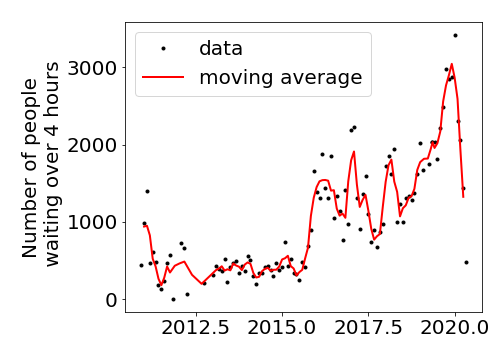 data
moving average
Number of people
waiting over 4 hours
3000
2000
1000
0
2012.5 2015.0 2017.5 2020.0